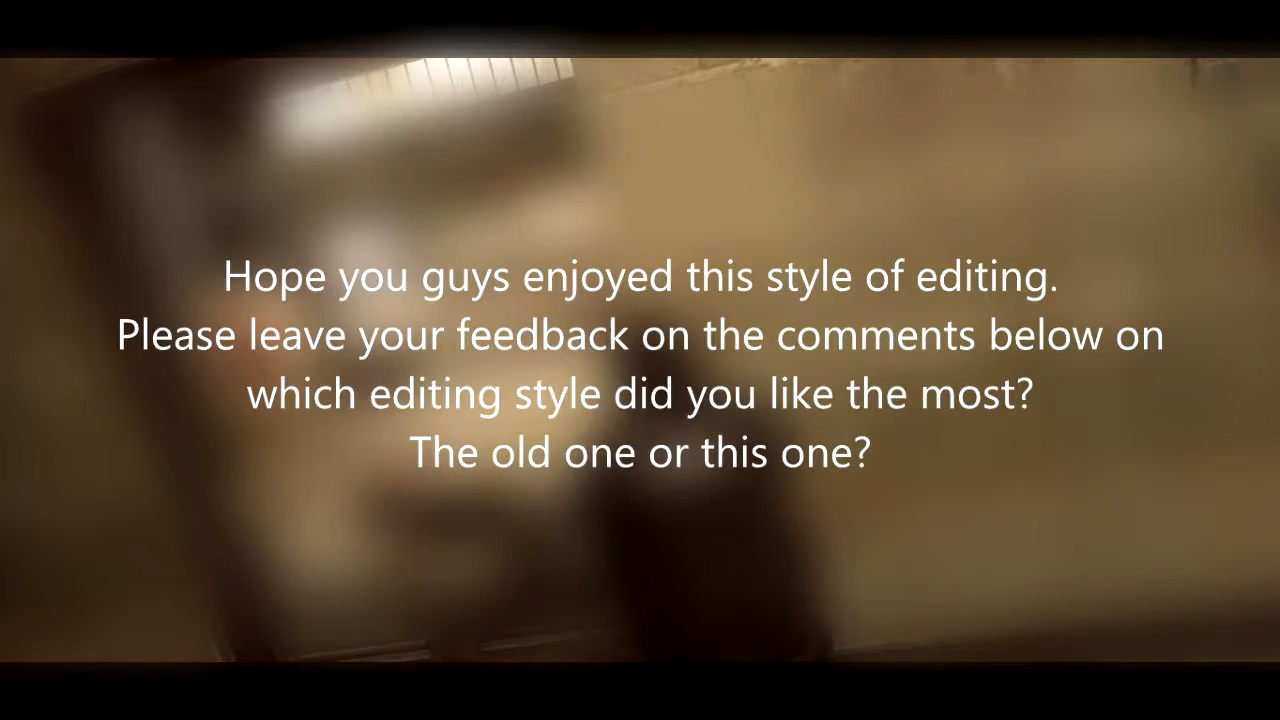 Hope you guys enjoyed this style of editing.
Please leave your feedback on the comments below on
which editing style did you like the most?
The old one or this one?